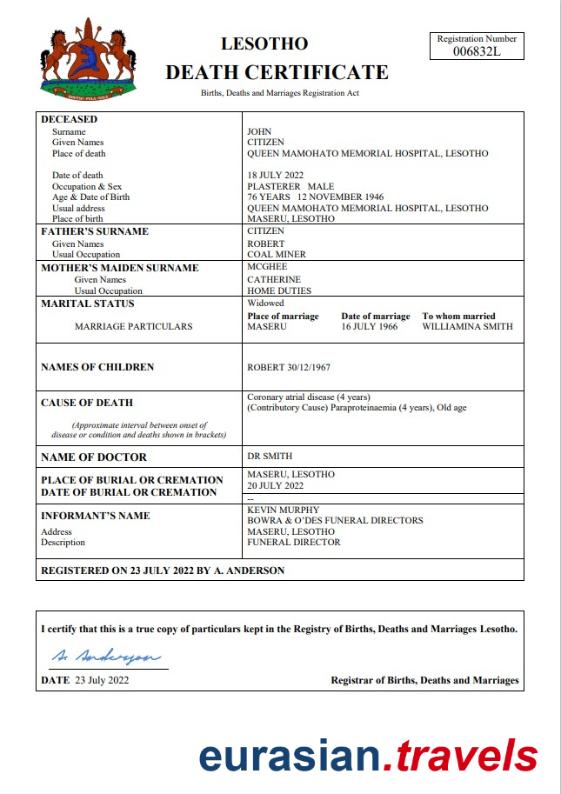 LESOTHO
DEATH CERTIFICATE
Births, Deaths and Marriages Registration Act
Registration Number
006832L
DECEASED
Surname JOHN
Given Names CITIZEN
Place of death QUEEN MAMOHATO MEMORIAL HOSPITAL, LESOTHO
Date of death 18 JULY 2022
Occupation & Sex PLASTERER MALE
Age & Date of Birth 76 YEARS 12 NOVEMBER 1946
Usual address QUEEN MAMOHATO MEMORIAL HOSPITAL, LESOTHO
Place of birth MASERU, LESOTHO
FATHER'S SURNAME CITIZEN
Given Names ROBERT
Usual Occupation COAL MINER
MOTHER'S MAIDEN SURNAME MCGHEE
Given Names CATHERINE
Usual Occupation HOME DUTIES
MARITAL STATUS Widowed
Place of marriage Date of marriage To whom married
MARRIAGE PARTICULARS MASERU 16 JULY 1966 WILLIAMINA SMITH
NAMES OF CHILDREN ROBERT 30/12/1967
CAUSE OF DEATH Coronary atrial disease (4 years)
(Contributory Cause) Paraproteinaemia (4 years), Old age
(Approximate interval between onset of
disease or condition and deaths shown in brackets)
NAME OF DOCTOR DR SMITH
PLACE OF BURIAL OR CREMATION MASERU, LESOTHO
DATE OF BURIAL OR CREMATION 20 JULY 2022
--
INFORMANT'S NAME KEVIN MURPHY
BOWRA & O'DES FUNERAL DIRECTORS
Address MASERU, LESOTHO
Description FUNERAL DIRECTOR
REGISTERED ON 23 JULY 2022 BY A. ANDERSON
I certify that this is a true copy of particulars kept in the Registry of Births, Deaths and Marriages Lesotho.
A. Anderson
DATE 23 July 2022 Registrar of Births, Deaths and Marriages
eurasian.travels